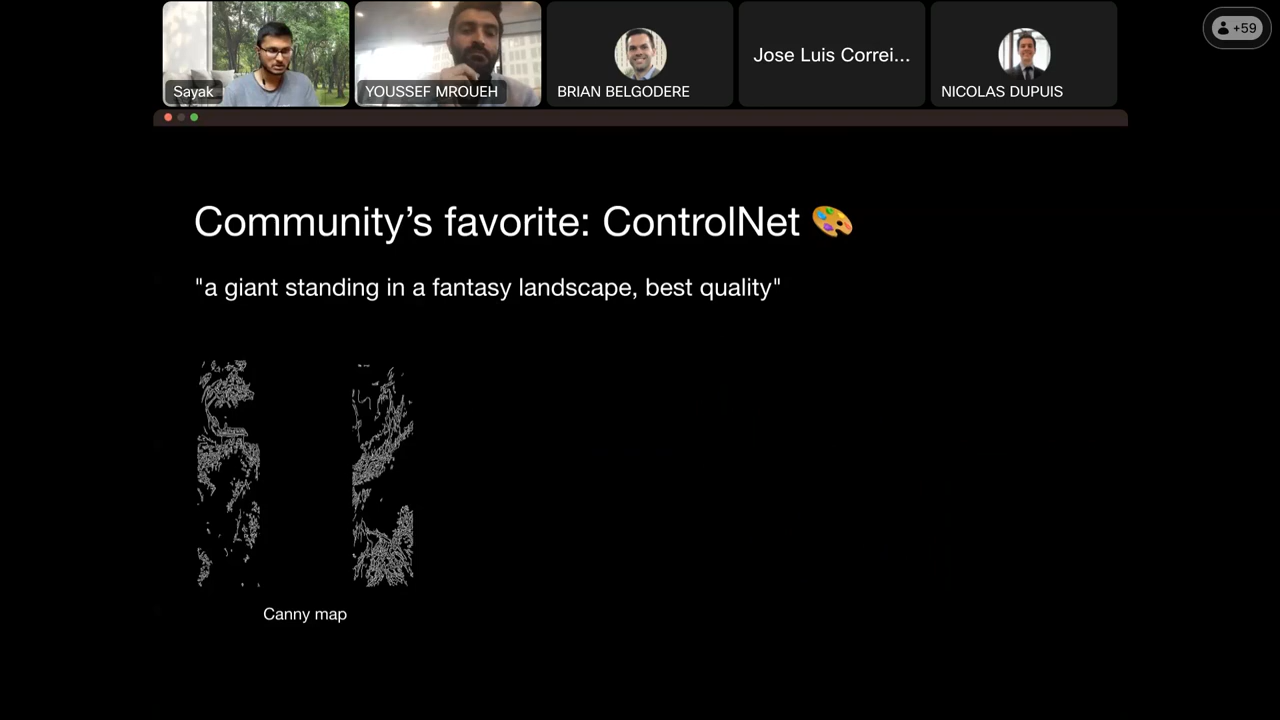 Sayak
YOUSSEF MROUEH
BRIAN BELGODERE
Jose Luis Correi...
NICOLAS DUPUIS
+59
Community’s favorite: ControlNet 🎨
"a giant standing in a fantasy landscape, best quality"
Canny map